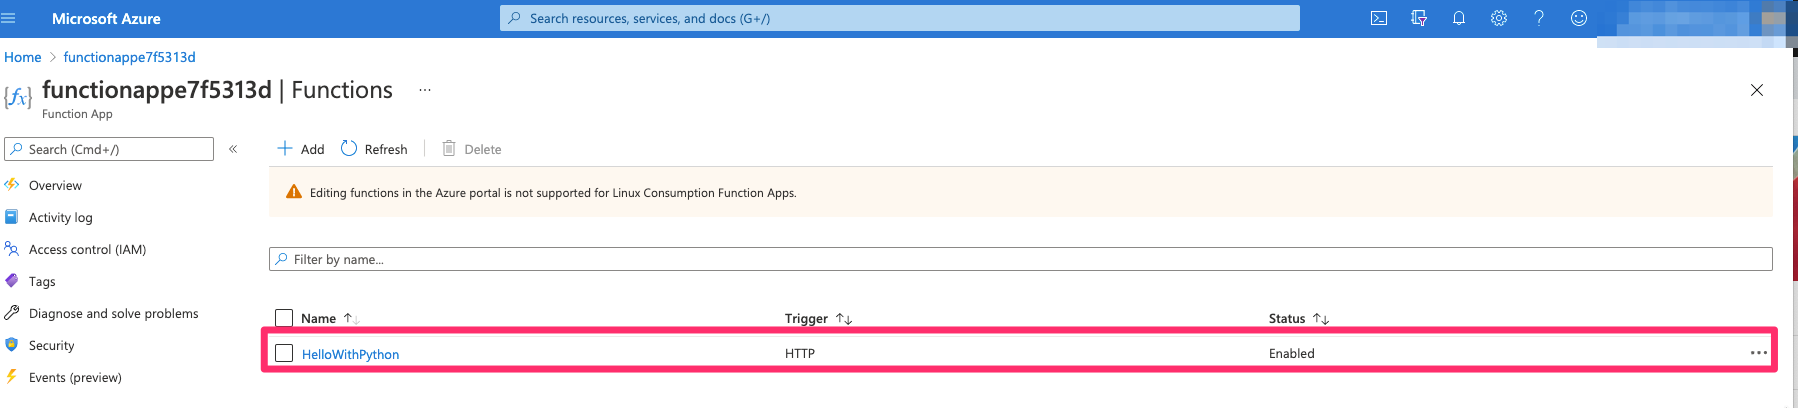 Microsoft Azure
Search resources, services, and docs (G+/)
Home > functionappe7f5313d
{fx}
functionappe7f5313d | Functions ...
Function App
Search (Cmd+/) «
Overview
Activity log
Access control (IAM)
Tags
Diagnose and solve problems
Security
Events (preview)
+ Add Refresh Delete
Editing functions in the Azure portal is not supported for Linux Consumption Function Apps.
Filter by name...
Name ↑↓ Trigger ↑↓ Status ↑↓
HelloWithPython HTTP Enabled ...